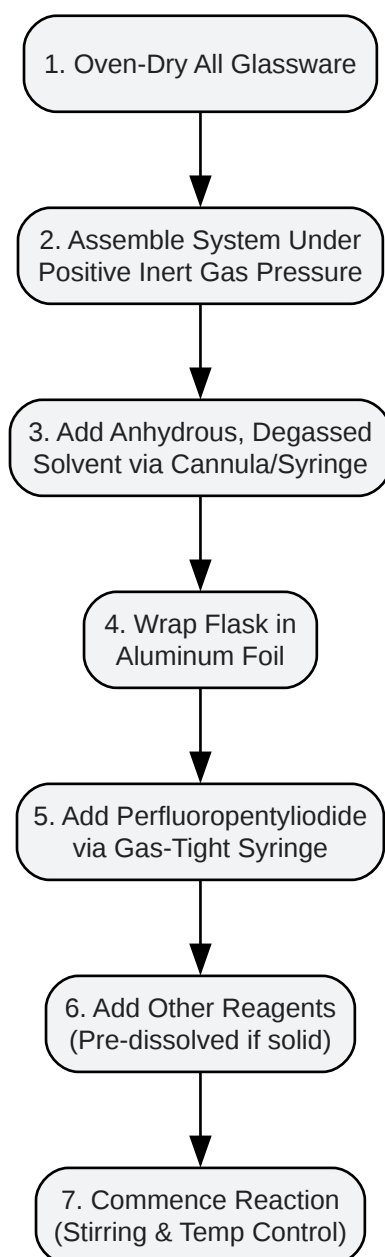 1. Oven-Dry All Glassware
2. Assemble System Under
Positive Inert Gas Pressure
3. Add Anhydrous, Degassed
Solvent via Cannula/Syringe
4. Wrap Flask in
Aluminum Foil
5. Add Perfluoropentyliodide
via Gas-Tight Syringe
6. Add Other Reagents
(Pre-dissolved if solid)
7. Commence Reaction
(Stirring & Temp Control)